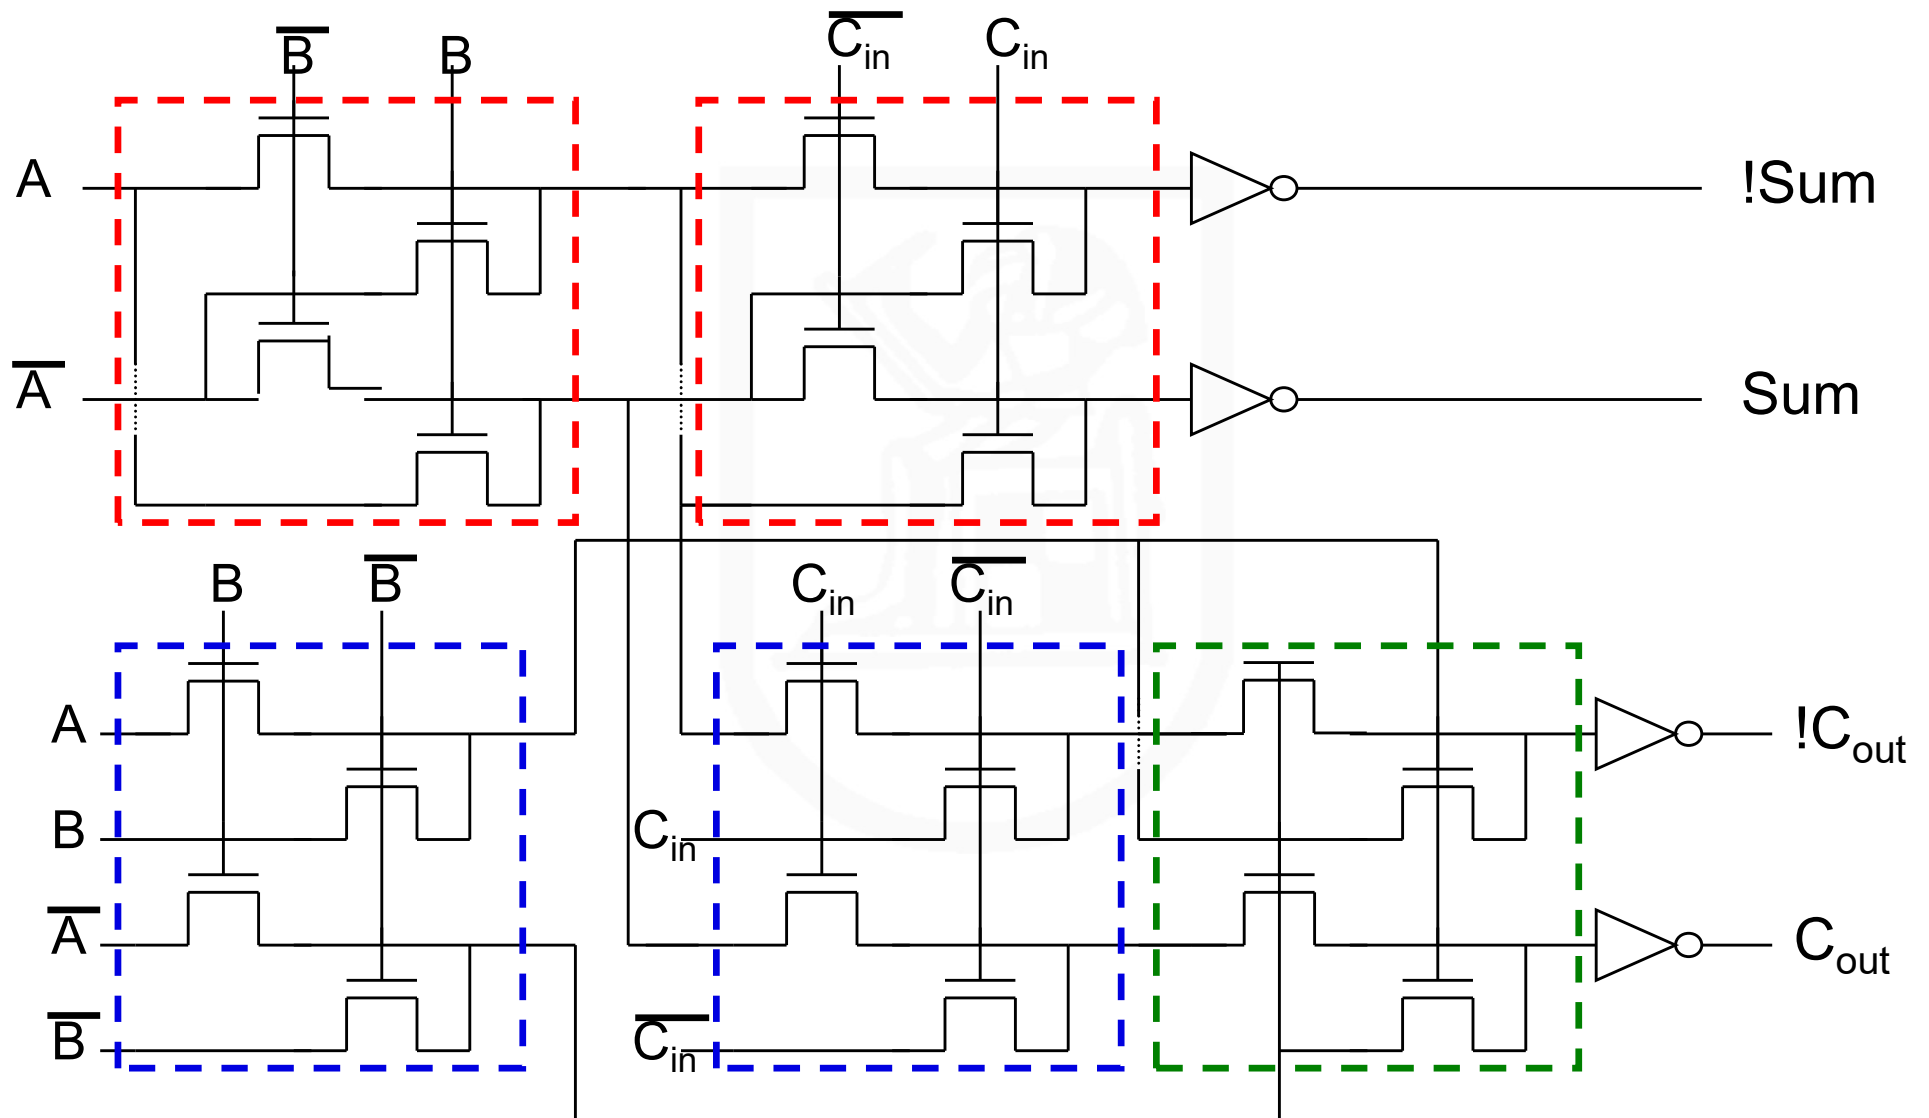 B̅ B C̅in̅ Cin
A !Sum
A̅ Sum
B B̅ Cin C̅in̅
A !Cout
B Cin
A̅ Cout
B̅ C̅in̅